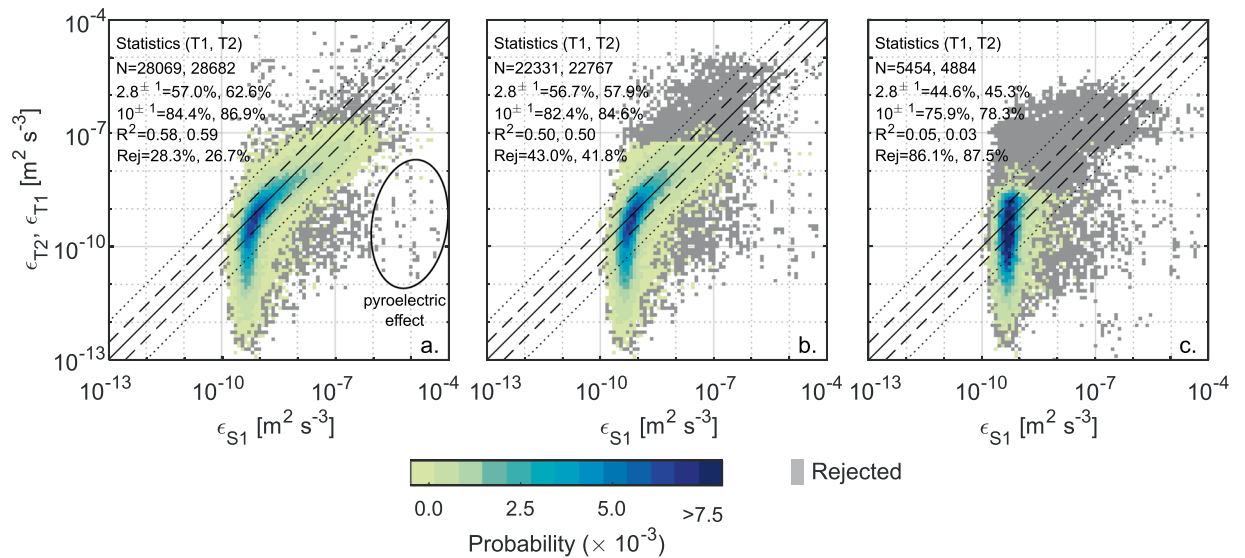 10⁻⁴
10⁻⁷
10⁻¹⁰
10⁻¹³
ϵ_T2, ϵ_T1 [m² s⁻³]
Statistics (T1, T2)
N=28069, 28682
2.8^±1=57.0%, 62.6%
10^±1=84.4%, 86.9%
R²=0.58, 0.59
Rej=28.3%, 26.7%
pyroelectric
effect
a.
10⁻¹³ 10⁻¹⁰ 10⁻⁷ 10⁻⁴
ϵ_S1 [m² s⁻³]
Statistics (T1, T2)
N=22331, 22767
2.8^±1=56.7%, 57.9%
10^±1=82.4%, 84.6%
R²=0.50, 0.50
Rej=43.0%, 41.8%
b.
10⁻¹³ 10⁻¹⁰ 10⁻⁷ 10⁻⁴
ϵ_S1 [m² s⁻³]
Statistics (T1, T2)
N=5454, 4884
2.8^±1=44.6%, 45.3%
10^±1=75.9%, 78.3%
R²=0.05, 0.03
Rej=86.1%, 87.5%
c.
10⁻¹³ 10⁻¹⁰ 10⁻⁷ 10⁻⁴
ϵ_S1 [m² s⁻³]
Rejected
0.0 2.5 5.0 >7.5
Probability (× 10⁻³)